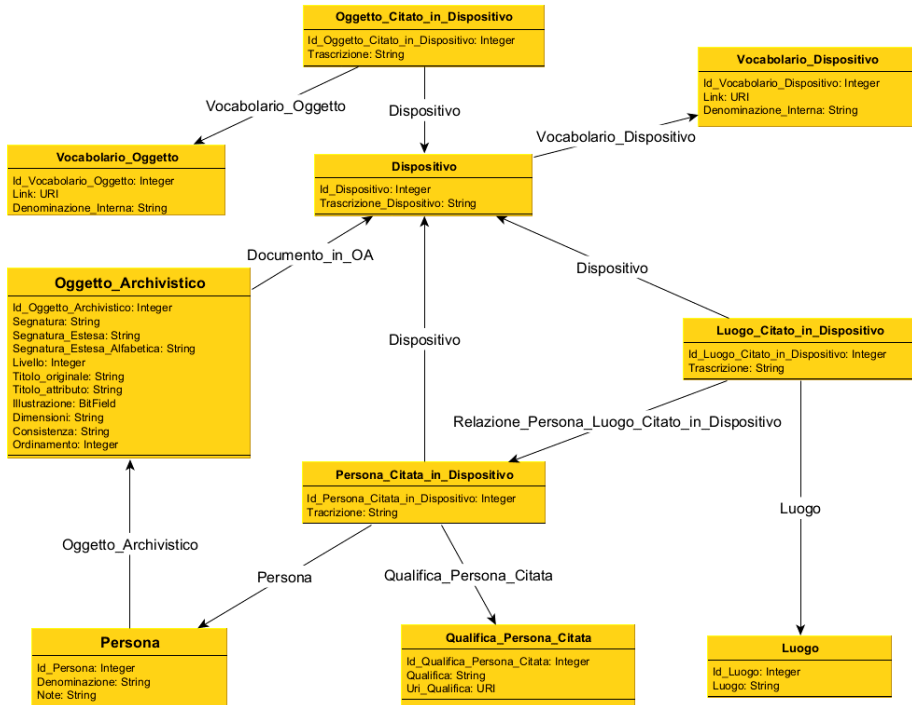 Oggetto_Citato_in_Dispositivo
Id_Oggetto_Citato_in_Dispositivo: Integer
Trascrizione: String
Vocabolario_Dispositivo
Id_Vocabolario_Dispositivo: Integer
Link: URI
Denominazione_Interna: String
Vocabolario_Oggetto
Dispositivo
Vocabolario_Dispositivo
Vocabolario_Oggetto
Id_Vocabolario_Oggetto: Integer
Link: URI
Denominazione_Interna: String
Dispositivo
Id_Dispositivo: Integer
Trascrizione_Dispositivo: String
Documento_in_OA
Dispositivo
Oggetto_Archivistico
Id_Oggetto_Archivistico: Integer
Segnatura: String
Segnatura_Estesa: String
Segnatura_Estesa_Alfabetica: String
Livello: Integer
Titolo_originale: String
Titolo_attributo: String
Illustrazione: BitField
Dimensioni: String
Consistenza: String
Ordinamento: Integer
Dispositivo
Luogo_Citato_in_Dispositivo
Id_Luogo_Citato_in_Dispositivo: Integer
Trascrizione: String
Relazione_Persona_Luogo_Citato_in_Dispositivo
Persona_Citata_in_Dispositivo
Id_Persona_Citata_in_Dispositivo: Integer
Tracrizione: String
Luogo
Oggetto_Archivistico
Persona
Qualifica_Persona_Citata
Persona
Id_Persona: Integer
Denominazione: String
Note: String
Qualifica_Persona_Citata
Id_Qualifica_Persona_Citata: Integer
Qualifica: String
Uri_Qualifica: URI
Luogo
Id_Luogo: Integer
Luogo: String